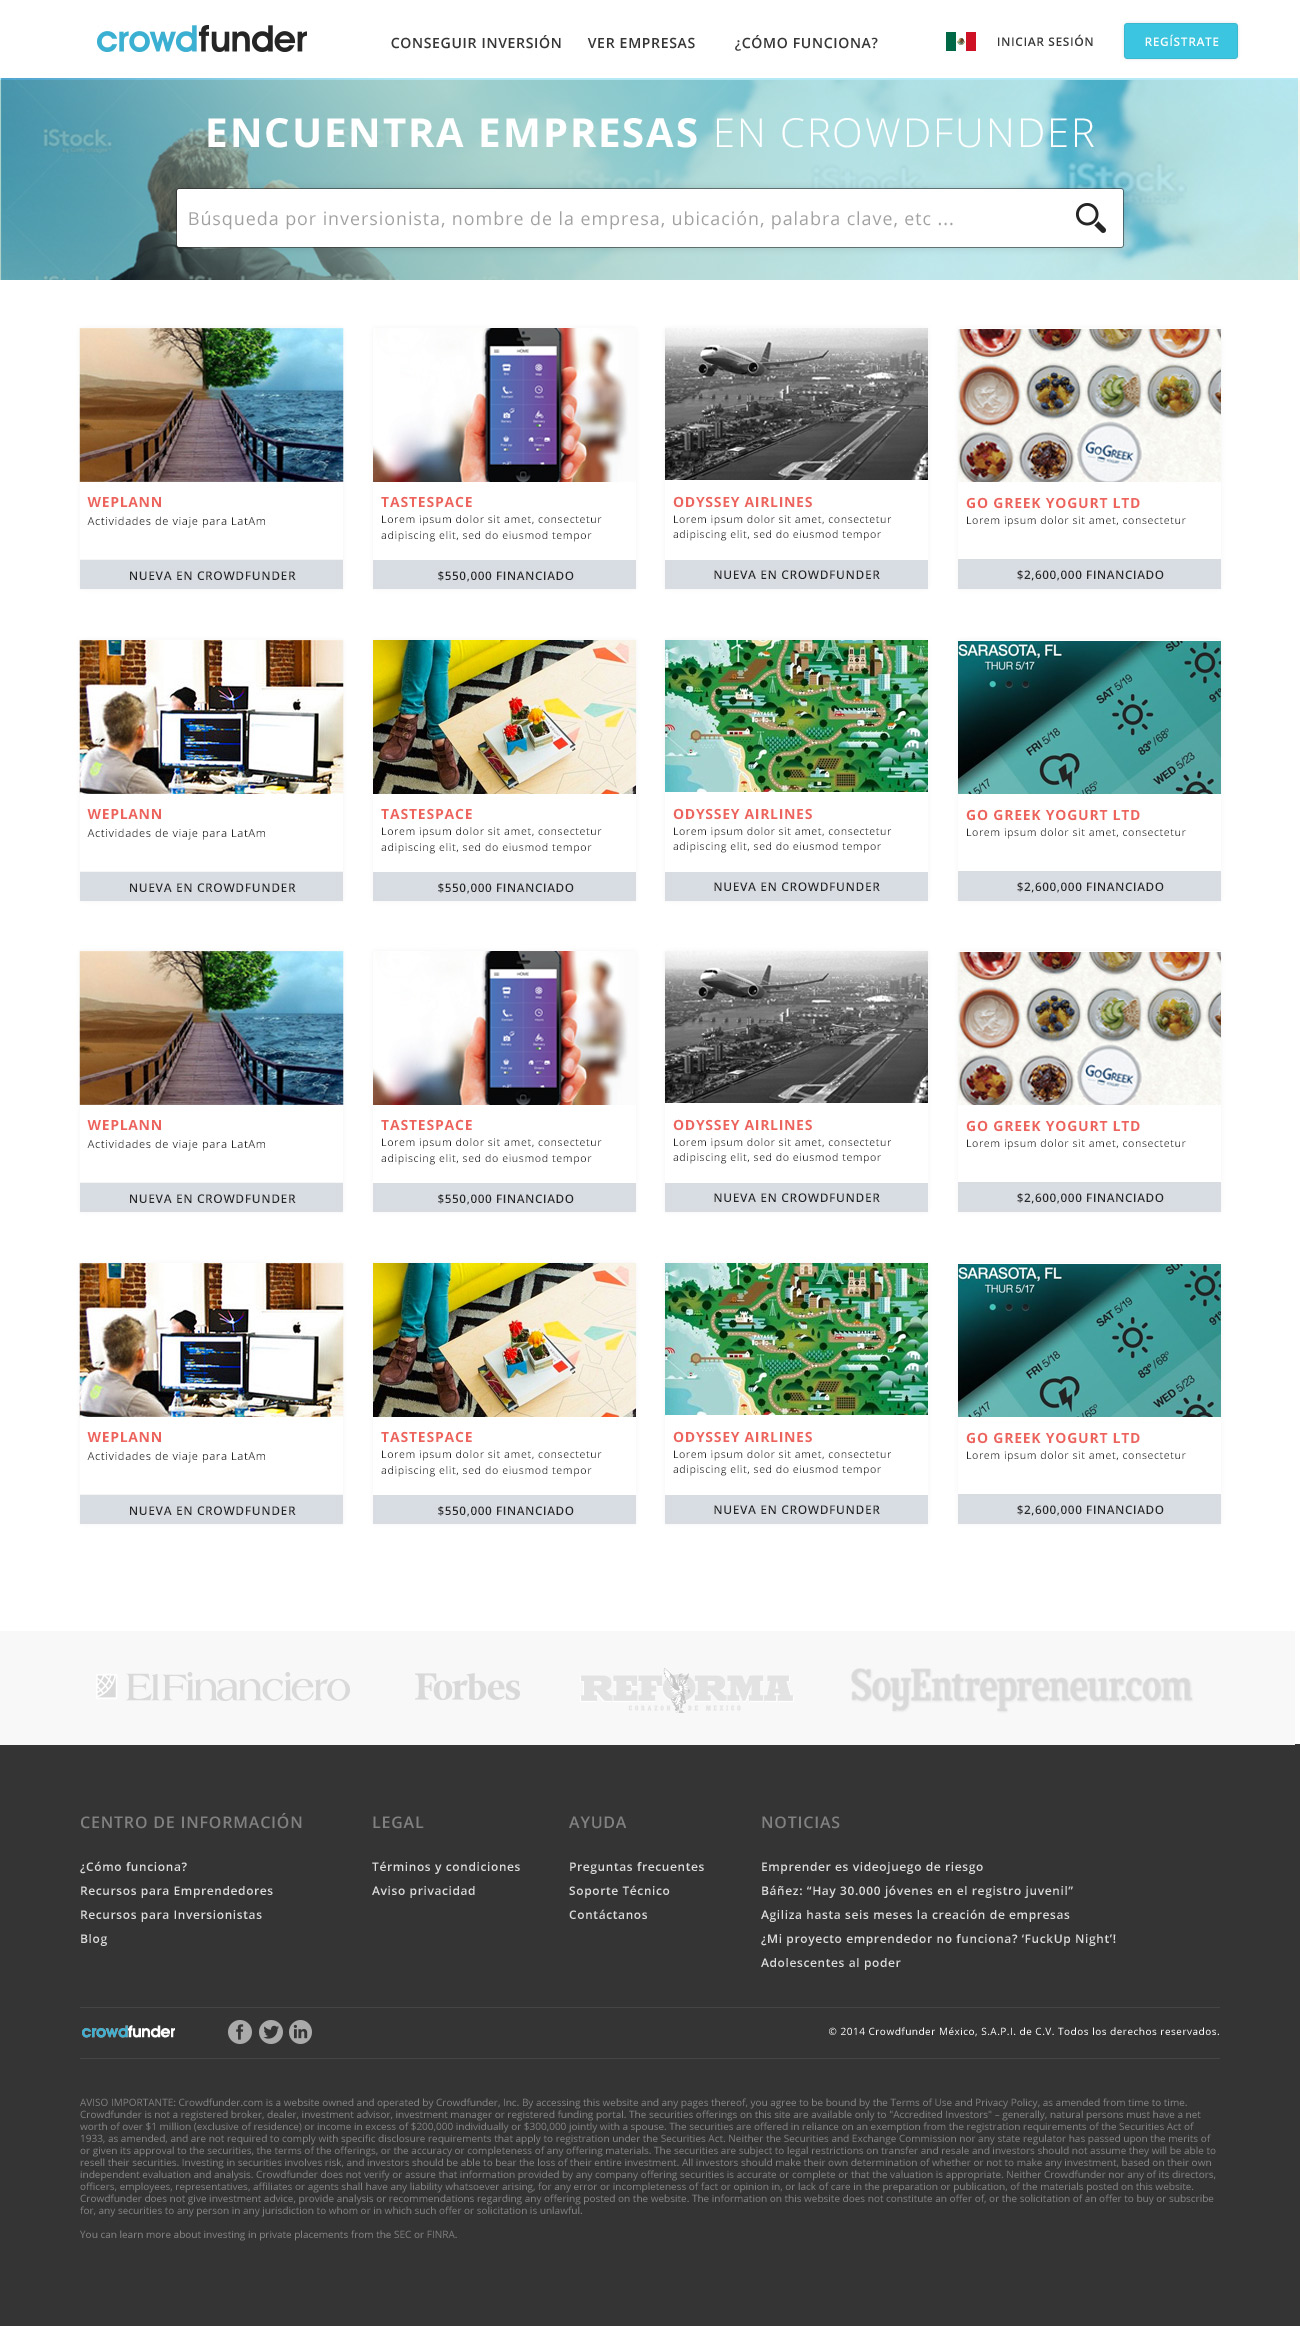 crowdfunder
CONSEGUIR INVERSIÓN VER EMPRESAS ¿CÓMO FUNCIONA? INICIAR SESIÓN REGÍSTRATE
iStock.
ENCUENTRA EMPRESAS EN CROWDFUNDER
iStock.
Búsqueda por inversionista, nombre de la empresa, ubicación, palabra clave, etc ...
HOME
GOGREEK
WEPLANN
Actividades de viaje para LatAm
NUEVA EN CROWDFUNDER
TASTESPACE
Lorem ipsum dolor sit amet, consectetur
adipiscing elit, sed do eiusmod tempor
$550,000 FINANCIADO
ODYSSEY AIRLINES
Lorem ipsum dolor sit amet, consectetur
adipiscing elit, sed do eiusmod tempor
NUEVA EN CROWDFUNDER
GO GREEK YOGURT LTD
Lorem ipsum dolor sit amet, consectetur
$2,600,000 FINANCIADO
SARASOTA, FL
THUR 5/17
FRI 5/18
SAT 5/19
83°/68°
WED 5/23
WEPLANN
Actividades de viaje para LatAm
NUEVA EN CROWDFUNDER
TASTESPACE
Lorem ipsum dolor sit amet, consectetur
adipiscing elit, sed do eiusmod tempor
$550,000 FINANCIADO
ODYSSEY AIRLINES
Lorem ipsum dolor sit amet, consectetur
adipiscing elit, sed do eiusmod tempor
NUEVA EN CROWDFUNDER
GO GREEK YOGURT LTD
Lorem ipsum dolor sit amet, consectetur
$2,600,000 FINANCIADO
HOME
GOGREEK
WEPLANN
Actividades de viaje para LatAm
NUEVA EN CROWDFUNDER
TASTESPACE
Lorem ipsum dolor sit amet, consectetur
adipiscing elit, sed do eiusmod tempor
$550,000 FINANCIADO
ODYSSEY AIRLINES
Lorem ipsum dolor sit amet, consectetur
adipiscing elit, sed do eiusmod tempor
NUEVA EN CROWDFUNDER
GO GREEK YOGURT LTD
Lorem ipsum dolor sit amet, consectetur
$2,600,000 FINANCIADO
SARASOTA, FL
THUR 5/17
FRI 5/18
SAT 5/19
83°/68°
WED 5/23
WEPLANN
Actividades de viaje para LatAm
NUEVA EN CROWDFUNDER
TASTESPACE
Lorem ipsum dolor sit amet, consectetur
adipiscing elit, sed do eiusmod tempor
$550,000 FINANCIADO
ODYSSEY AIRLINES
Lorem ipsum dolor sit amet, consectetur
adipiscing elit, sed do eiusmod tempor
NUEVA EN CROWDFUNDER
GO GREEK YOGURT LTD
Lorem ipsum dolor sit amet, consectetur
$2,600,000 FINANCIADO
El Financiero Forbes REFORMA SoyEntrepreneur.com
CORAZÓN DE MÉXICO
CENTRO DE INFORMACIÓN
¿Cómo funciona?
Recursos para Emprendedores
Recursos para Inversionistas
Blog
LEGAL
Términos y condiciones
Aviso privacidad
AYUDA
Preguntas frecuentes
Soporte Técnico
Contáctanos
NOTICIAS
Emprender es videojuego de riesgo
Báñez: “Hay 30.000 jóvenes en el registro juvenil”
Agiliza hasta seis meses la creación de empresas
¿Mi proyecto emprendedor no funciona? ‘FuckUp Night’!
Adolescentes al poder
crowdfunder © 2014 Crowdfunder México, S.A.P.I. de C.V. Todos los derechos reservados.
AVISO IMPORTANTE: Crowdfunder.com is a website owned and operated by Crowdfunder, Inc. By accessing this website and any pages thereof, you agree to be bound by the Terms of Use and Privacy Policy, as amended from time to time.
Crowdfunder is not a registered broker, dealer, investment advisor, investment manager or registered funding portal. The securities offerings on this site are available only to "Accredited Investors" – generally, natural persons must have a net
worth of over $1 million (exclusive of residence) or income in excess of $200,000 individually or $300,000 jointly with a spouse. The securities are offered in reliance on an exemption from the registration requirements of the Securities Act of
1933, as amended, and are not required to comply with specific disclosure requirements that apply to registration under the Securities Act. Neither the Securities and Exchange Commission nor any state regulator has passed upon the merits of
or given its approval to the securities, the terms of the offerings, or the accuracy or completeness of any offering materials. The securities are subject to legal restrictions on transfer and resale and investors should not assume they will be able to
resell their securities. Investing in securities involves risk, and investors should be able to bear the loss of their entire investment. All investors should make their own determination of whether or not to make any investment, based on their own
independent evaluation and analysis. Crowdfunder does not verify or assure that information provided by any company offering securities is accurate or complete or that the valuation is appropriate. Neither Crowdfunder nor any of its directors,
officers, employees, representatives, affiliates or agents shall have any liability whatsoever arising, for any error or incompleteness of fact or opinion in, or lack of care in the preparation or publication, of the materials posted on this website.
Crowdfunder does not give investment advice, provide analysis or recommendations regarding any offering posted on the website. The information on this website does not constitute an offer of, or the solicitation of an offer to buy or subscribe
for, any securities to any person in any jurisdiction to whom or in which such offer or solicitation is unlawful.
You can learn more about investing in private placements from the SEC or FINRA.